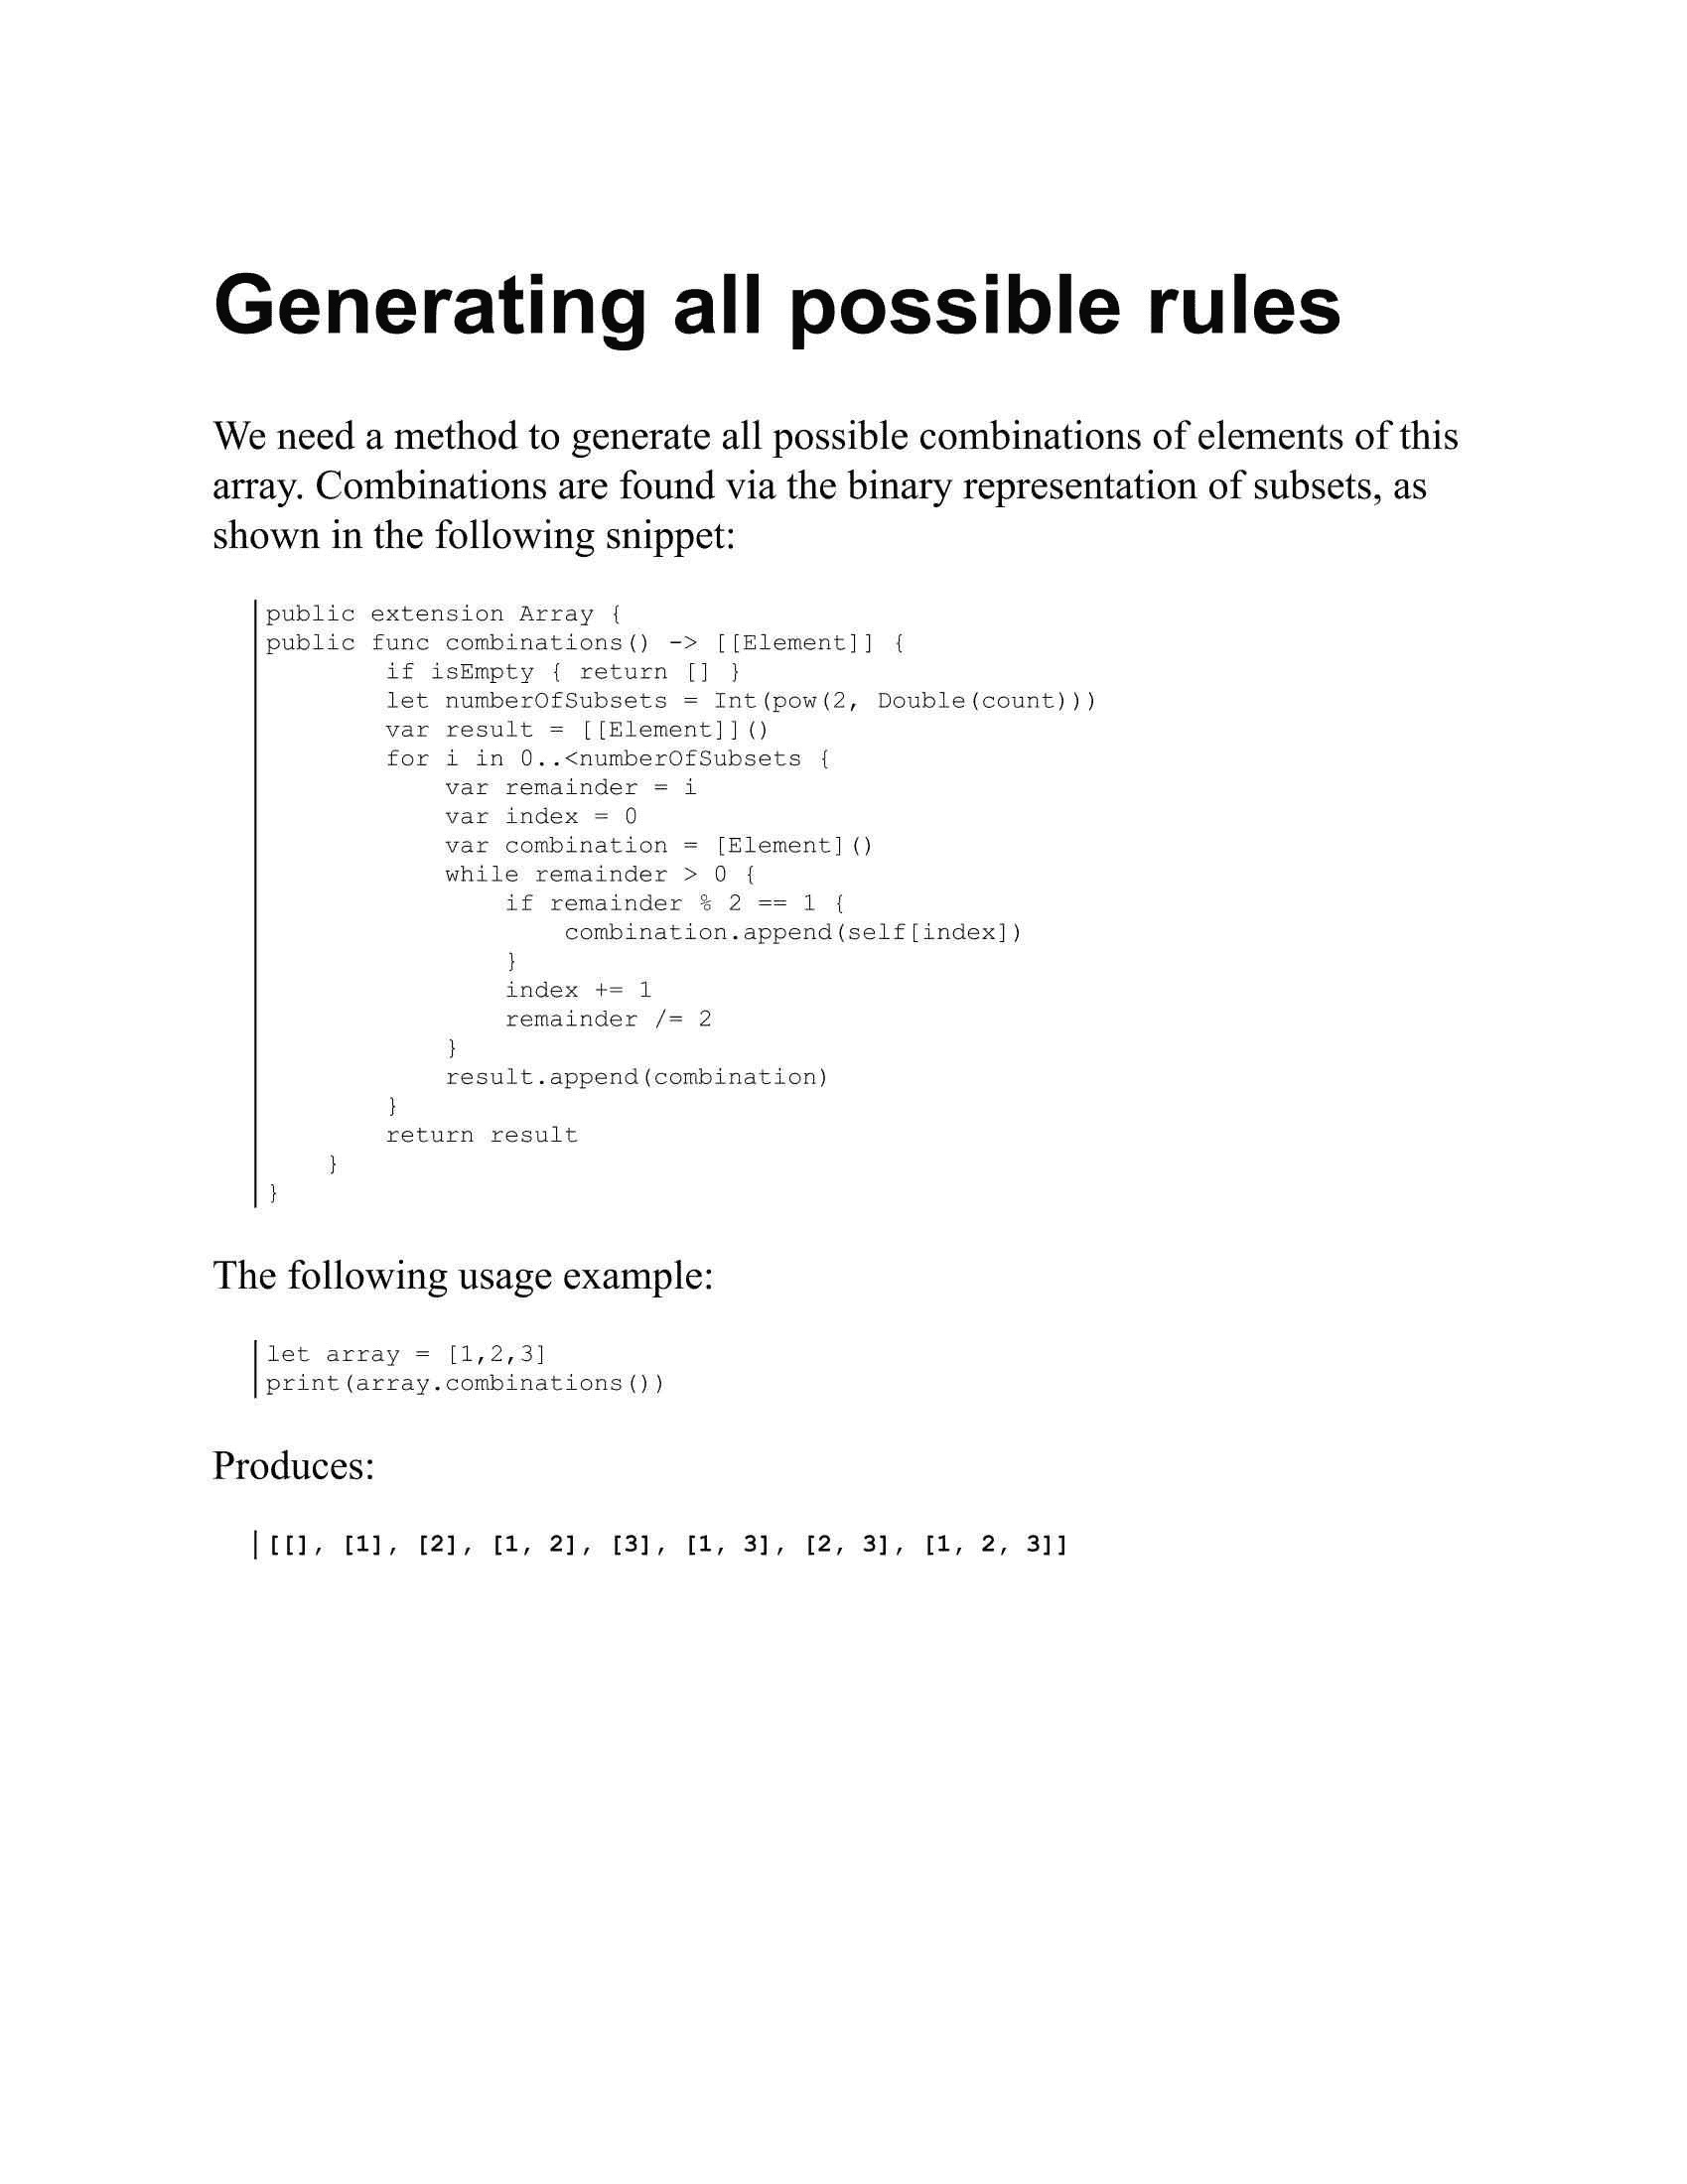 Generating all possible rules
We need a method to generate all possible combinations of elements of this
array. Combinations are found via the binary representation of subsets, as
shown in the following snippet:
public extension Array {
public func combinations() -> [[Element]] {
        if isEmpty { return [] }
        let numberOfSubsets = Int(pow(2, Double(count)))
        var result = [[Element]]()
        for i in 0..<numberOfSubsets {
            var remainder = i
            var index = 0
            var combination = [Element]()
            while remainder > 0 {
                if remainder % 2 == 1 {
                    combination.append(self[index])
                }
                index += 1
                remainder /= 2
            }
            result.append(combination)
        }
        return result
    }
}
The following usage example:
let array = [1,2,3]
print(array.combinations())
Produces:
[[], [1], [2], [1, 2], [3], [1, 3], [2, 3], [1, 2, 3]]